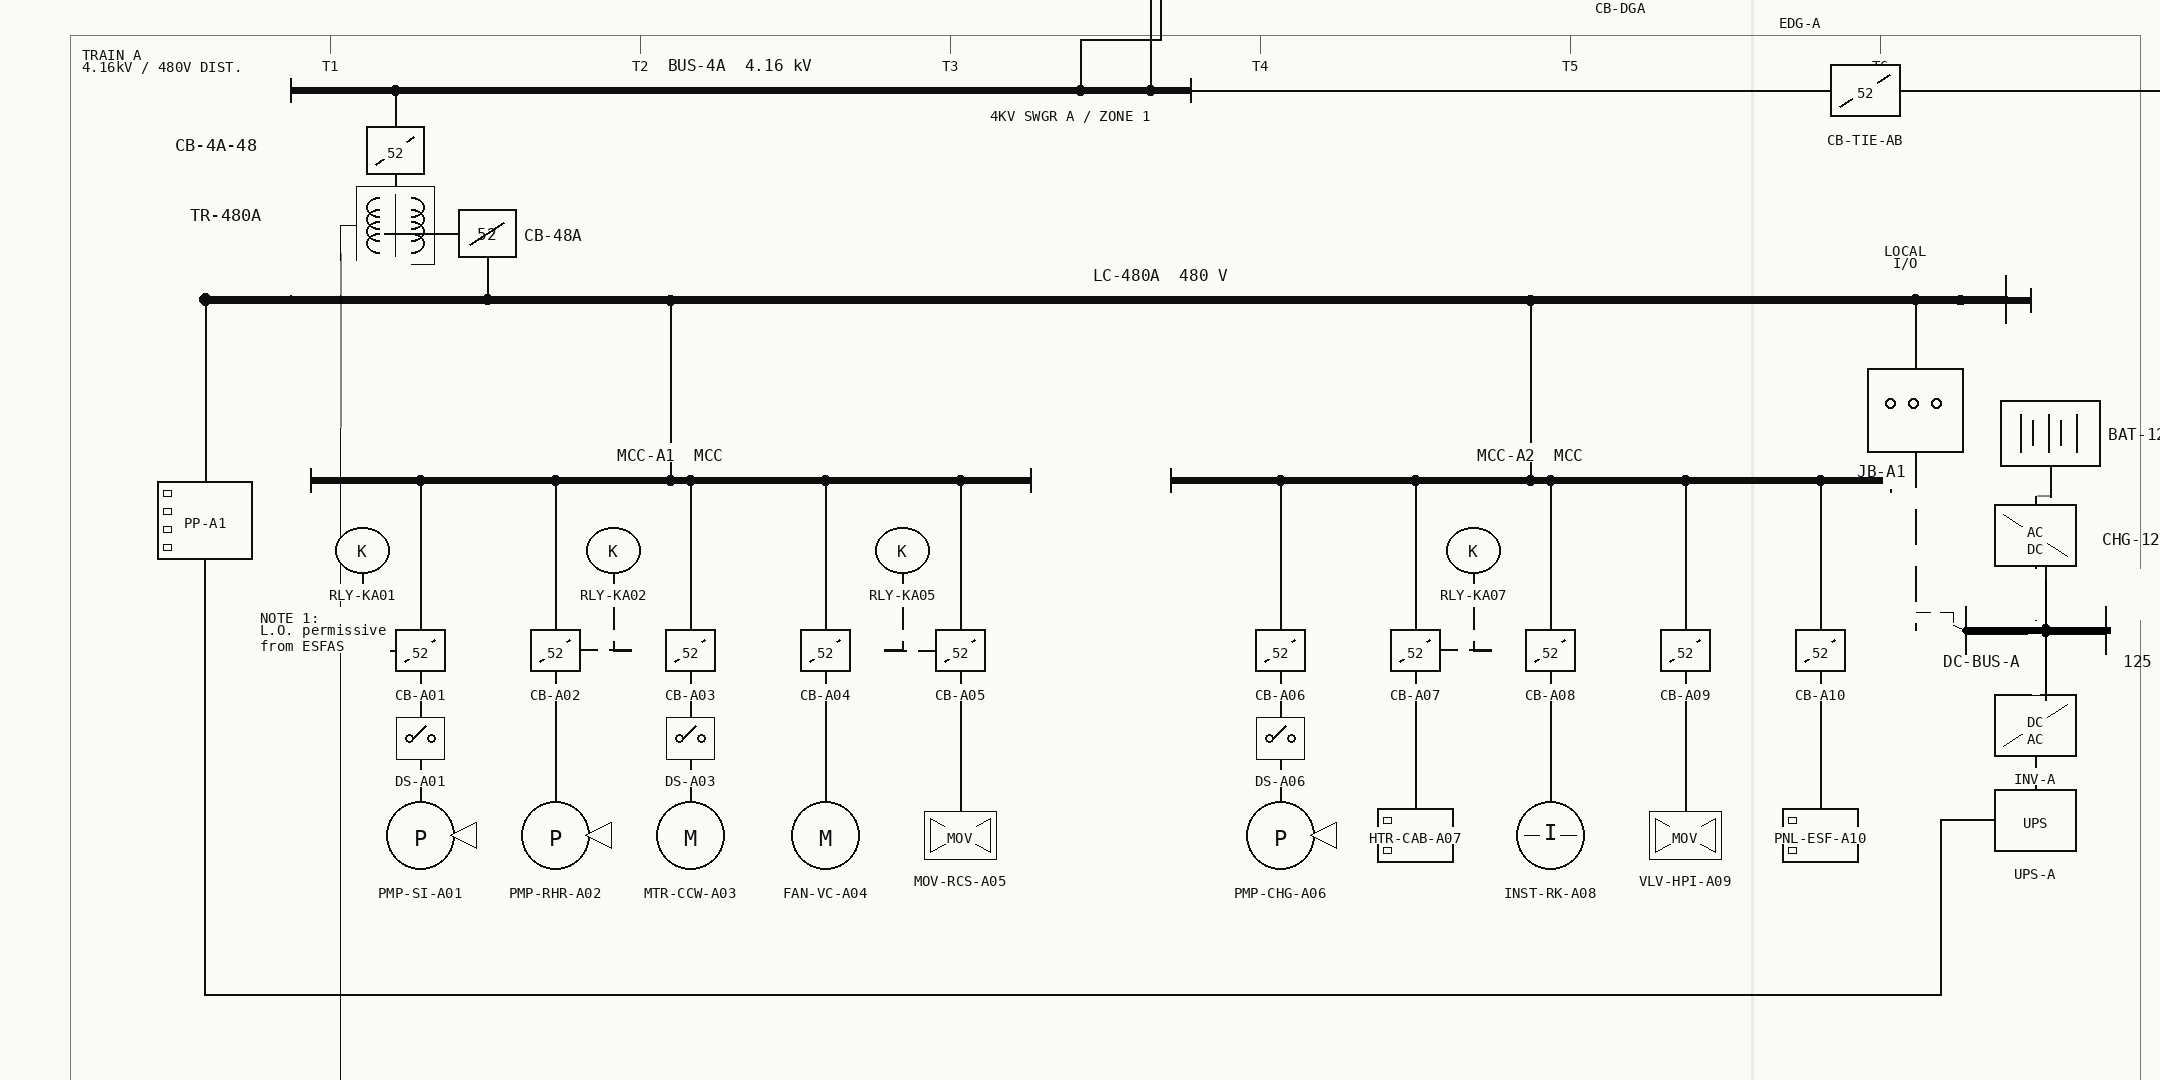 CB-DGA
EDG-A
TRAIN A
4.16kV / 480V DIST.
T1
T2
BUS-4A  4.16 kV
T3
T4
T5
4KV SWGR A / ZONE 1
52
CB-TIE-AB
CB-4A-48
52
TR-480A
52
CB-48A
LOCAL
I/O
LC-480A  480 V
MCC-A1  MCC
MCC-A2  MCC
JB-A1
PP-A1
AC
DC
K
K
K
K
RLY-KA01
RLY-KA02
RLY-KA05
RLY-KA07
NOTE 1:
L.O. permissive
from ESFAS
52
52
52
52
52
52
52
52
52
52
DC-BUS-A
125
CB-A01
CB-A02
CB-A03
CB-A04
CB-A05
CB-A06
CB-A07
CB-A08
CB-A09
CB-A10
DC
AC
DS-A01
DS-A03
DS-A06
INV-A
P
P
M
M
MOV
P
HTR-CAB-A07
I
MOV
PNL-ESF-A10
UPS
PMP-SI-A01
PMP-RHR-A02
MTR-CCW-A03
FAN-VC-A04
MOV-RCS-A05
PMP-CHG-A06
INST-RK-A08
VLV-HPI-A09
UPS-A